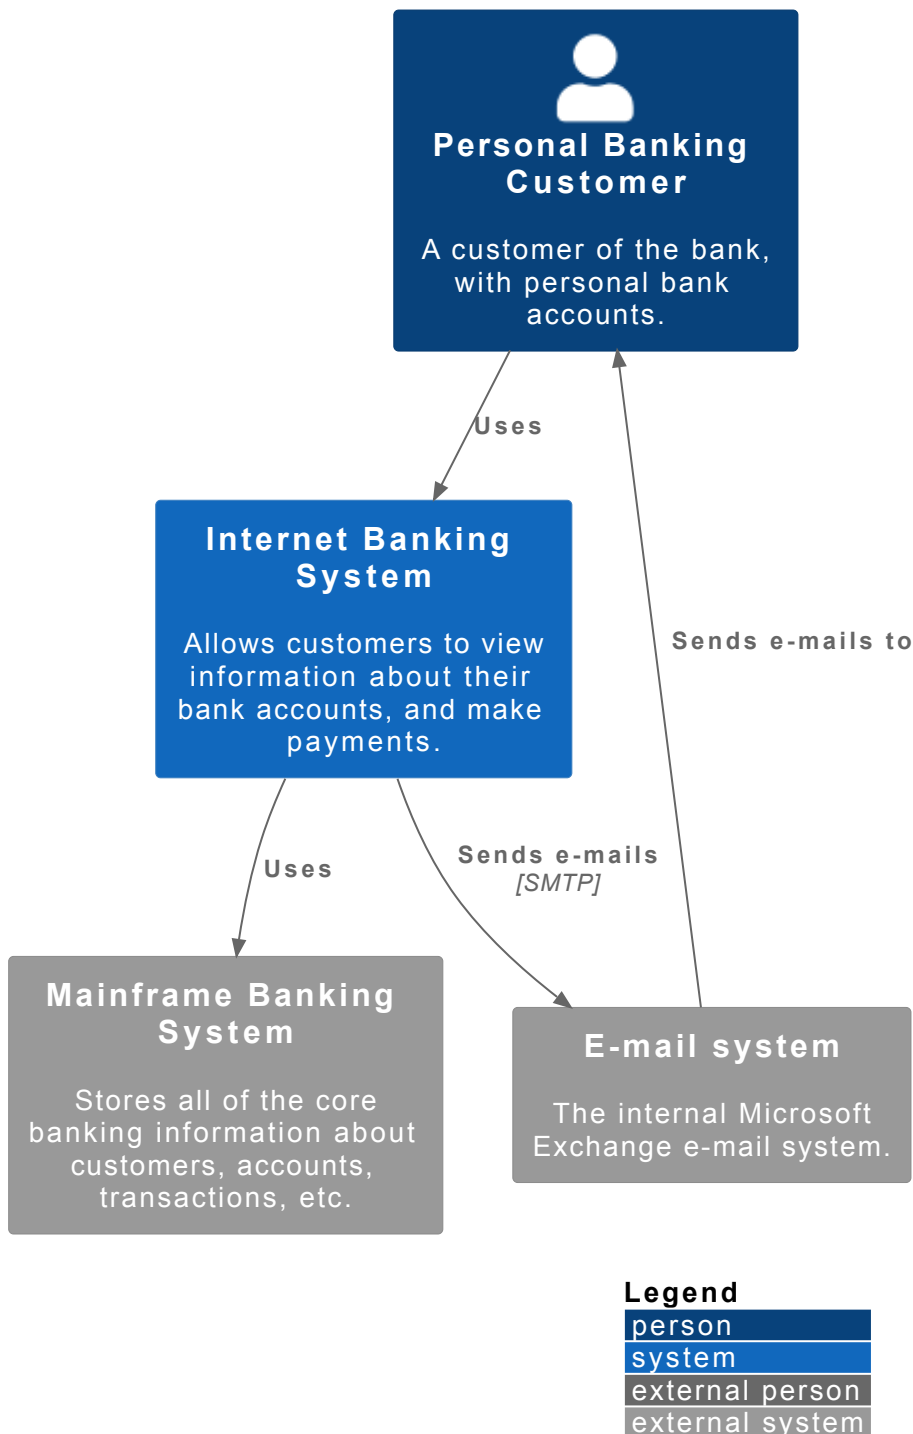 Personal Banking
Customer
A customer of the bank,
with personal bank
accounts.
Uses
Internet Banking
System
Allows customers to view
information about their
bank accounts, and make
payments.
Sends e-mails to
Uses
Sends e-mails
[SMTP]
Mainframe Banking
System
Stores all of the core
banking information about
customers, accounts,
transactions, etc.
E-mail system
The internal Microsoft
Exchange e-mail system.
Legend
person
system
external person
external system